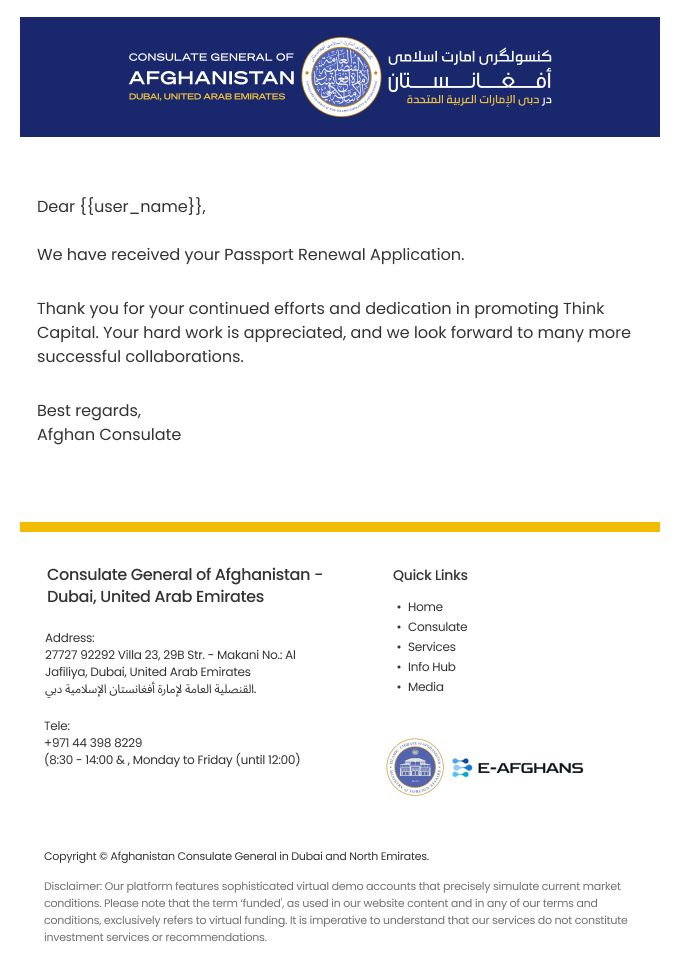 CONSULATE GENERAL OF
AFGHANISTAN
DUBAI, UNITED ARAB EMIRATES
کنسولگری امارت اسلامی
أفـغـانـسـتـان
در دبی الإمارات العربية المتحدة
Dear {{user_name}},
We have received your Passport Renewal Application.
Thank you for your continued efforts and dedication in promoting Think
Capital. Your hard work is appreciated, and we look forward to many more
successful collaborations.
Best regards,
Afghan Consulate
Consulate General of Afghanistan -
Dubai, United Arab Emirates
Address:
27727 92292 Villa 23, 29B Str. - Makani No.: Al
Jafiliya, Dubai, United Arab Emirates
القنصلية العامة لإمارة أفغانستان الإسلامية دبي.
Tele:
+971 44 398 8229
(8:30 - 14:00 & , Monday to Friday (until 12:00)
Quick Links
• Home
• Consulate
• Services
• Info Hub
• Media
E-AFGHANS
Copyright © Afghanistan Consulate General in Dubai and North Emirates.
Disclaimer: Our platform features sophisticated virtual demo accounts that precisely simulate current market
conditions. Please note that the term ‘funded', as used in our website content and in any of our terms and
conditions, exclusively refers to virtual funding. It is imperative to understand that our services do not constitute
investment services or recommendations.